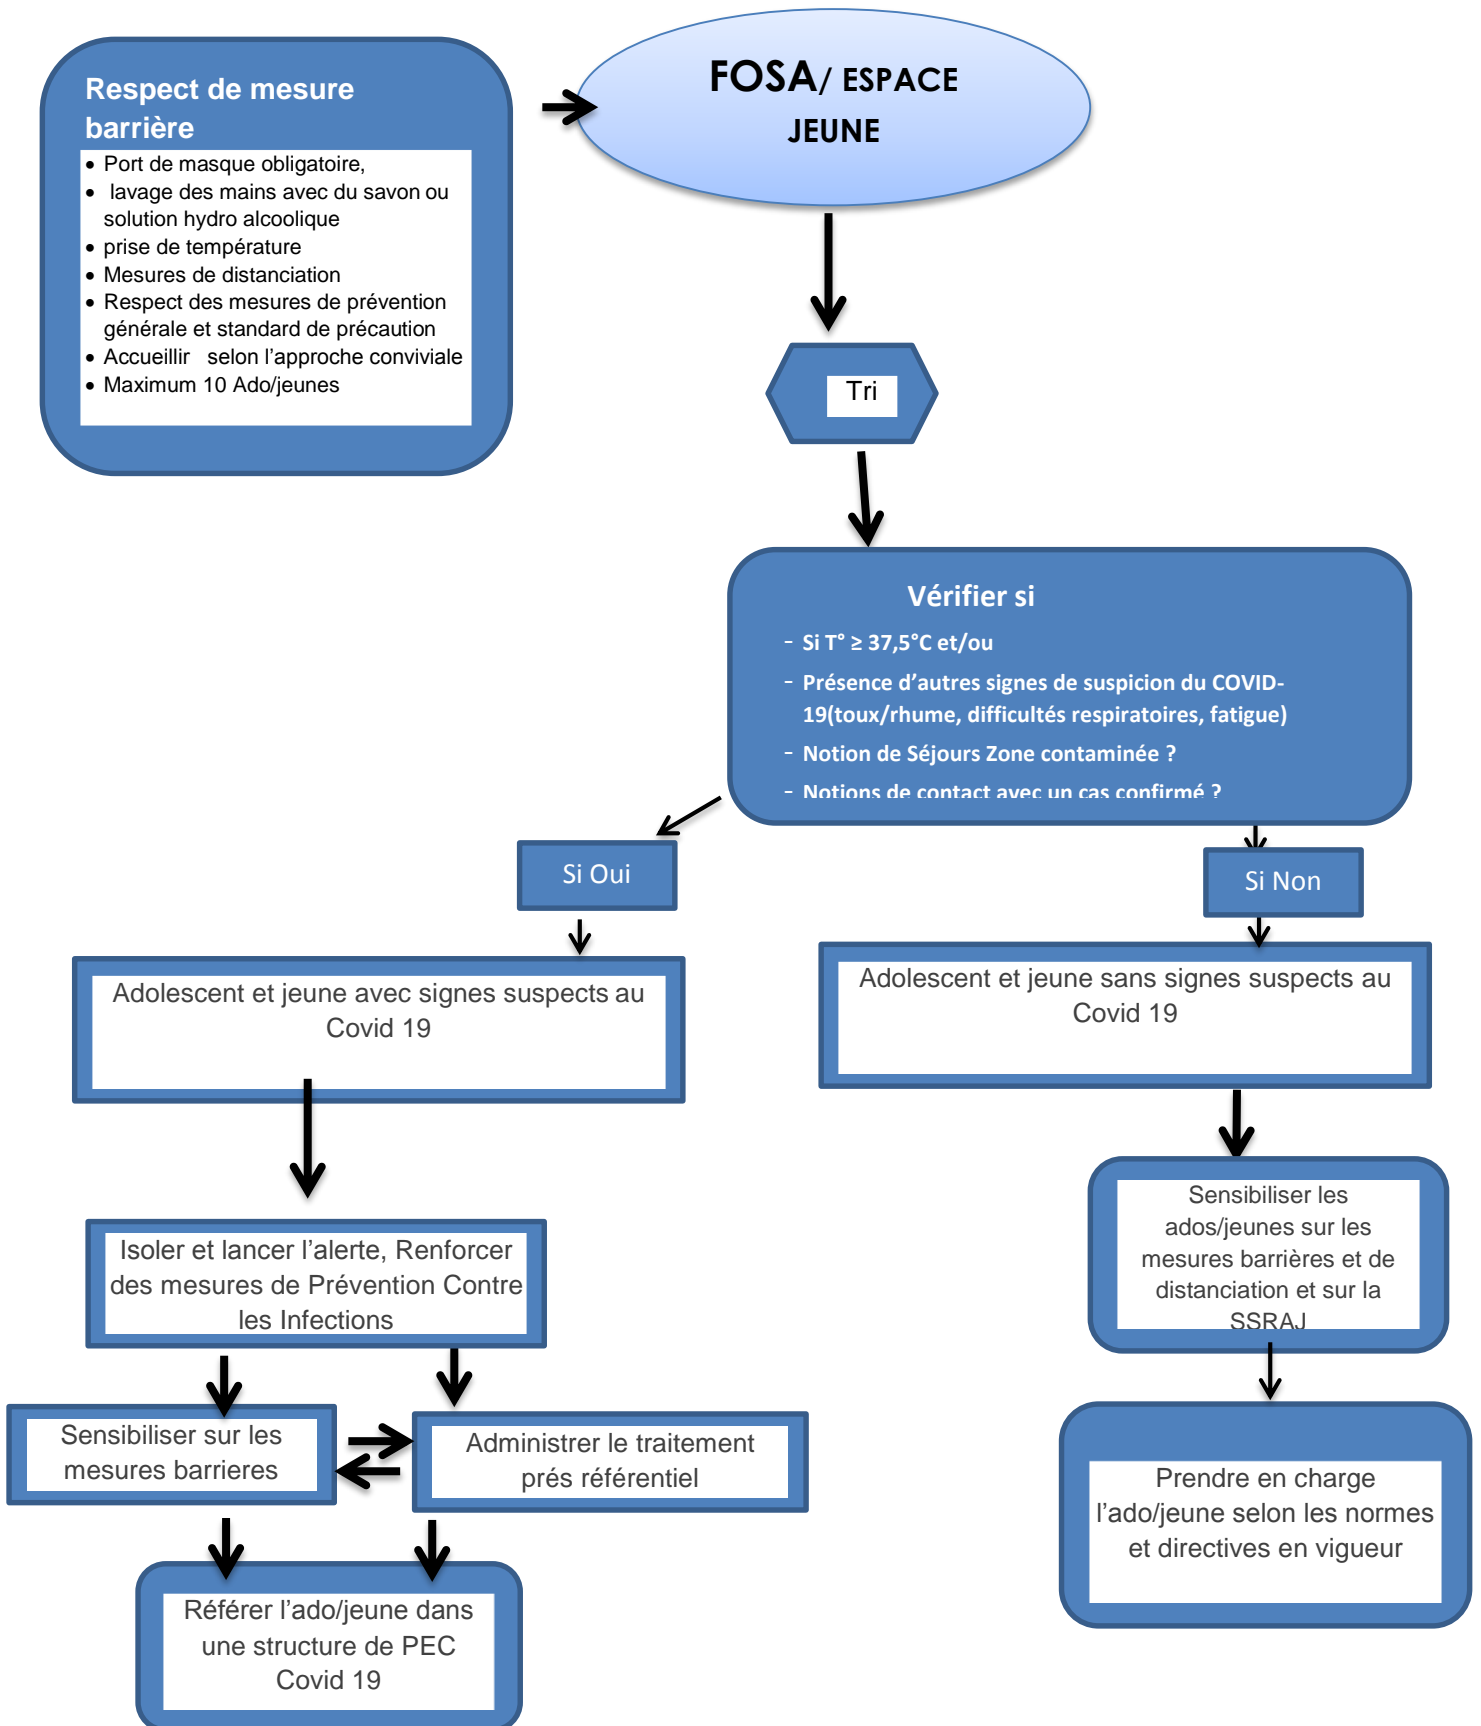 Respect de mesure
barrière
• Port de masque obligatoire,
• lavage des mains avec du savon ou
solution hydro alcoolique
• prise de température
• Mesures de distanciation
• Respect des mesures de prévention
générale et standard de précaution
• Accueillir selon l’approche conviviale
• Maximum 10 Ado/jeunes
FOSA/ ESPACE
JEUNE
Tri
Vérifier si
- Si T° ≥ 37,5°C et/ou
- Présence d’autres signes de suspicion du COVID-
19(toux/rhume, difficultés respiratoires, fatigue)
- Notion de Séjours Zone contaminée ?
- Notions de contact avec un cas confirmé ?
Si Oui
Si Non
Adolescent et jeune avec signes suspects au
Covid 19
Adolescent et jeune sans signes suspects au
Covid 19
Isoler et lancer l’alerte, Renforcer
des mesures de Prévention Contre
les Infections
Sensibiliser les
ados/jeunes sur les
mesures barrières et de
distanciation et sur la
SSRAJ
Sensibiliser sur les
mesures barrieres
Administrer le traitement
prés référentiel
Prendre en charge
l’ado/jeune selon les normes
et directives en vigueur
Référer l’ado/jeune dans
une structure de PEC
Covid 19